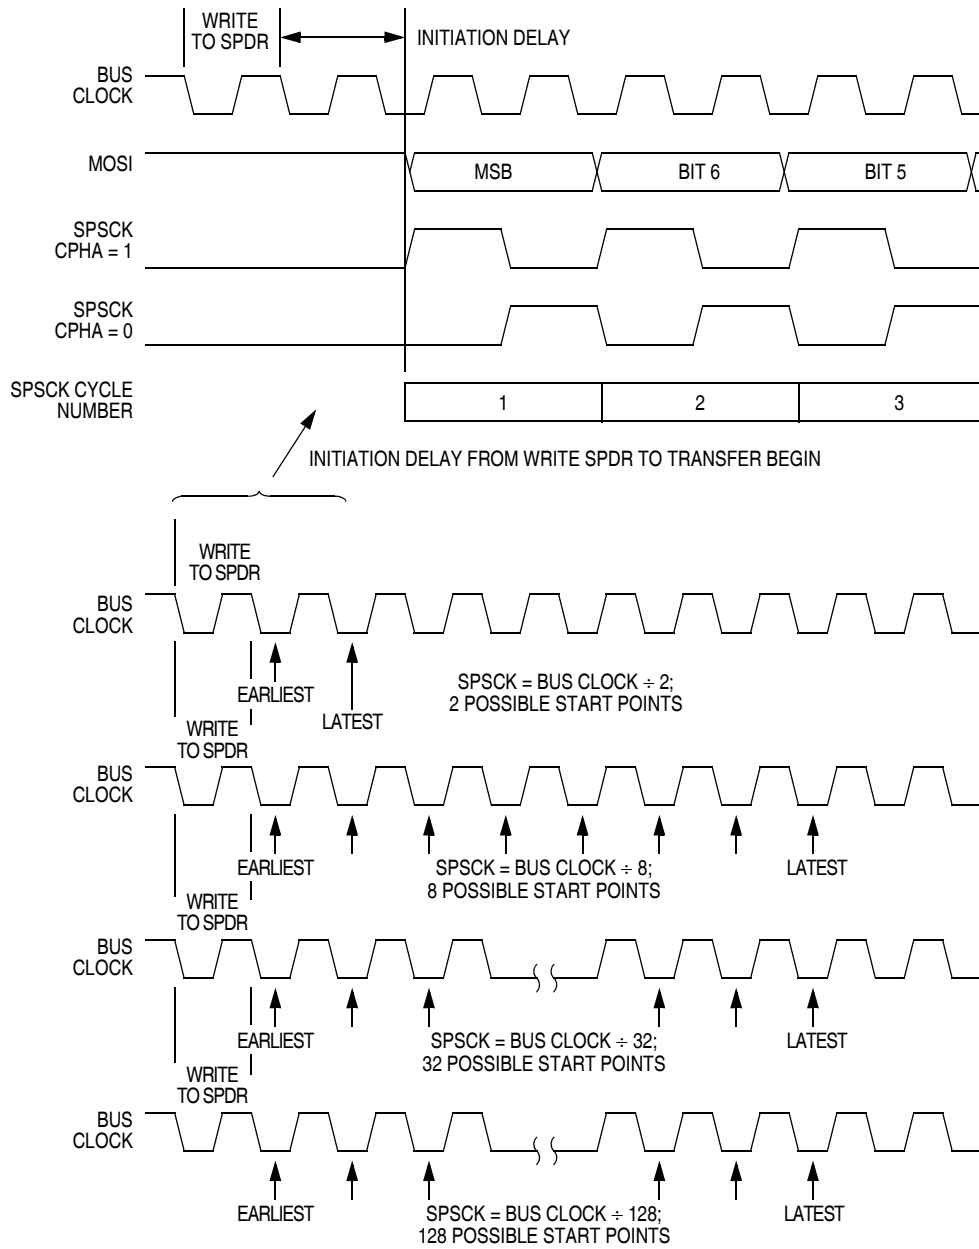 WRITE
TO SPDR
INITIATION DELAY
BUS
CLOCK
MOSI
MSB
BIT 6
BIT 5
SPSCK
CPHA = 1
SPSCK
CPHA = 0
SPSCK CYCLE
NUMBER
1
2
3
INITIATION DELAY FROM WRITE SPDR TO TRANSFER BEGIN
WRITE
TO SPDR
BUS
CLOCK
EARLIEST
LATEST
SPSCK = BUS CLOCK ÷ 2;
2 POSSIBLE START POINTS
WRITE
TO SPDR
BUS
CLOCK
EARLIEST
SPSCK = BUS CLOCK ÷ 8;
8 POSSIBLE START POINTS
LATEST
WRITE
TO SPDR
BUS
CLOCK
EARLIEST
SPSCK = BUS CLOCK ÷ 32;
32 POSSIBLE START POINTS
LATEST
WRITE
TO SPDR
BUS
CLOCK
EARLIEST
SPSCK = BUS CLOCK ÷ 128;
128 POSSIBLE START POINTS
LATEST